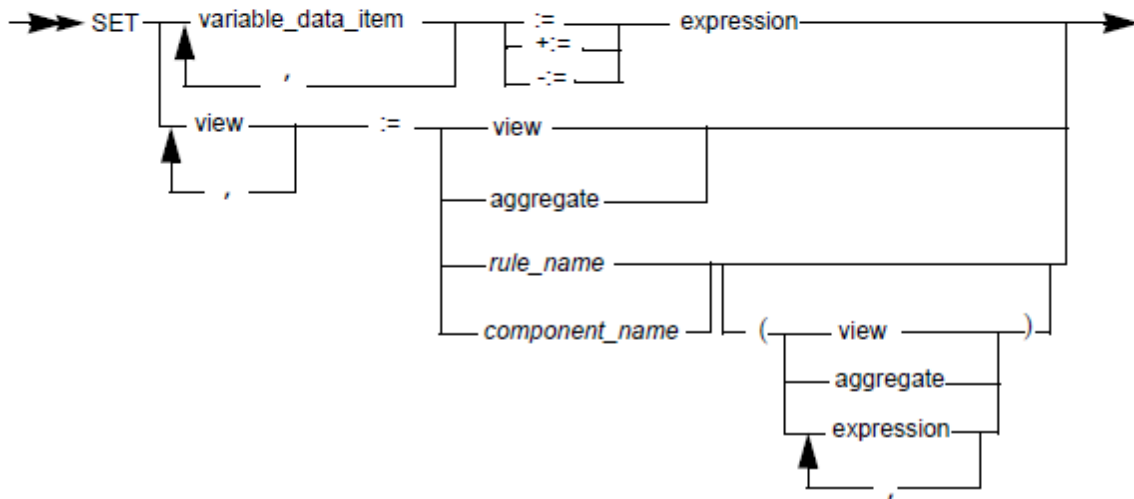 SET variable_data_item := expression
+:=
, -:=
view := view
,
aggregate
rule_name
component_name ( view )
aggregate
expression
,